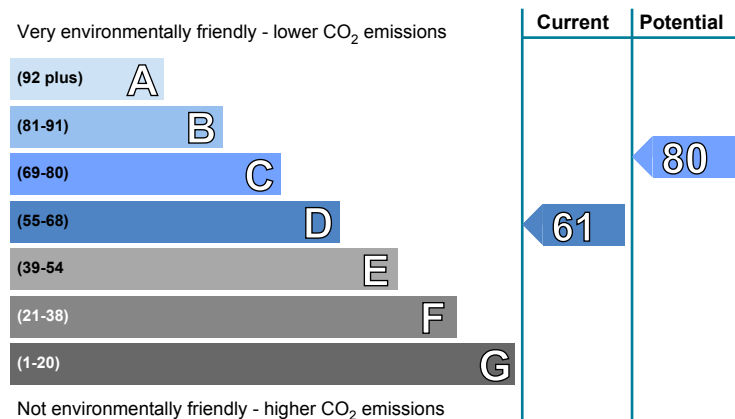 Very environmentally friendly - lower CO₂ emissions
Current
Potential
(92 plus) A
(81-91) B
(69-80) C
80
(55-68) D
61
(39-54 E
(21-38) F
(1-20) G
Not environmentally friendly - higher CO₂ emissions